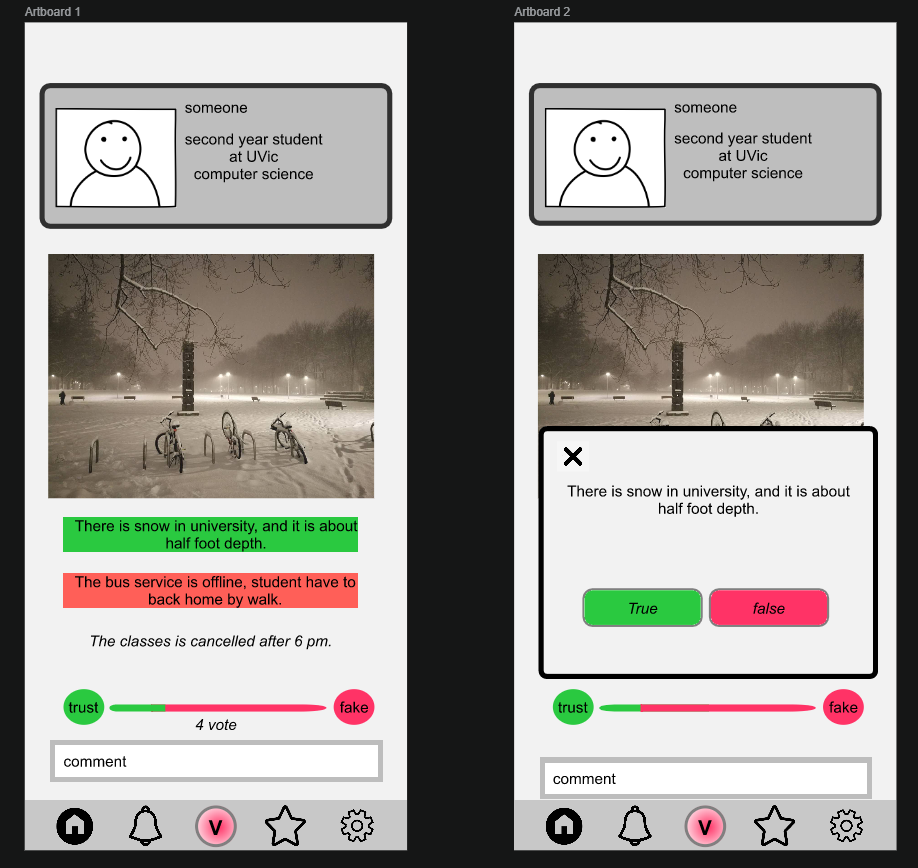 Artboard 1
someone
second year student
at UVic
computer science
There is snow in university, and it is about
half foot depth.
The bus service is offline, student have to
back home by walk.
The classes is cancelled after 6 pm.
trust
fake
4 vote
comment
V
Artboard 2
someone
second year student
at UVic
computer science
There is snow in university, and it is about
half foot depth.
True
false
trust
fake
comment
V